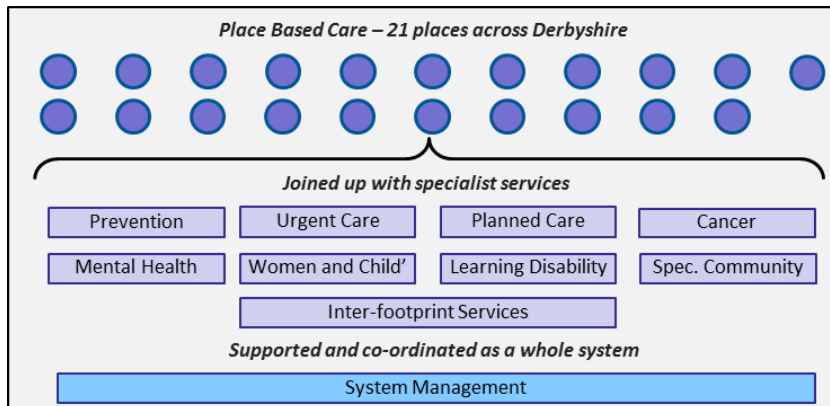 Place Based Care – 21 places across Derbyshire
Joined up with specialist services
Prevention
Urgent Care
Planned Care
Cancer
Mental Health
Women and Child'
Learning Disability
Spec. Community
Inter-footprint Services
Supported and co-ordinated as a whole system
System Management